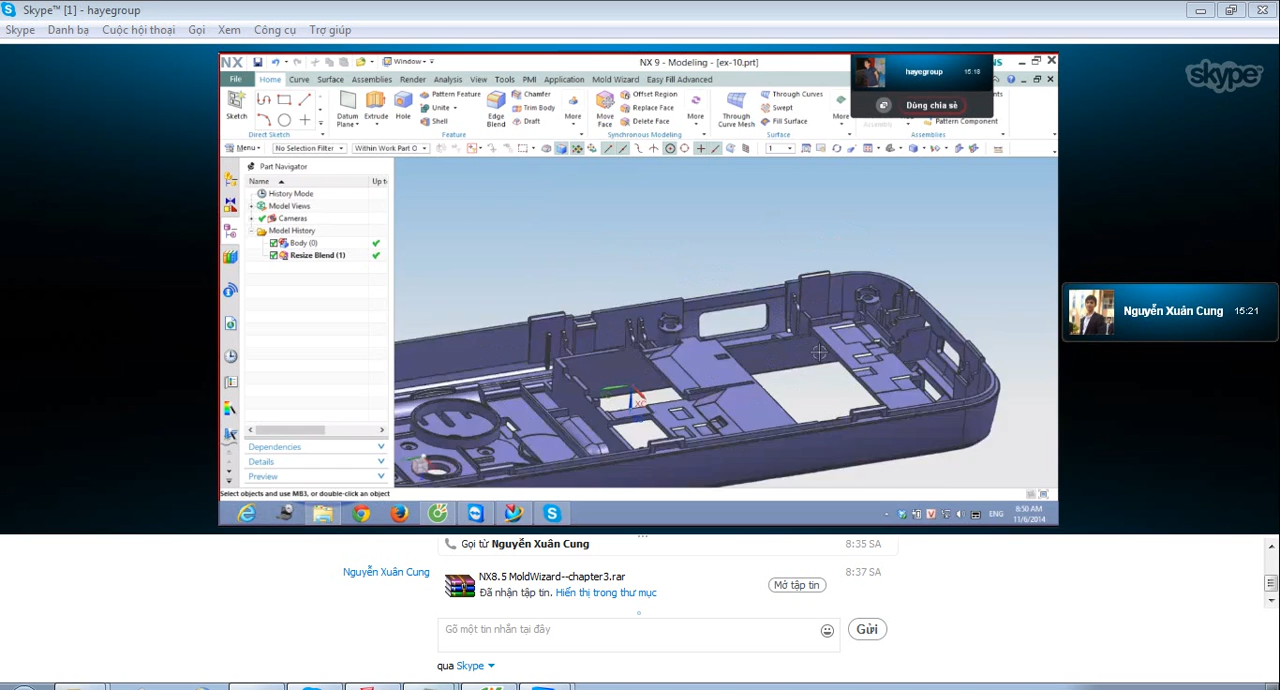 Skype™ [1] - hayegroup
Skype Danh bạ Cuộc hội thoại Gọi Xem Công cụ Trợ giúp
skype
NX Window NX 9 - Modeling - [ex-10.prt]
File Home Curve Surface Assemblies Render Analysis View Tools PMI Application Mold Wizard Easy Fill Advanced
hayegroup 15:18
Dừng chia sẻ
Sketch
Direct Sketch
Datum Plane
Extrude
Hole
Pattern Feature
Unite
Shell
Edge Blend
Chamfer
Trim Body
Draft
More
Feature
Move Face
Offset Region
Replace Face
Delete Face
More
Synchronous Modeling
Through Curve Mesh
Through Curves
Swept
Fill Surface
More
Surface
Pattern Component
Assemblies
Menu No Selection Filter Within Work Part O 1
Part Navigator
Name Up t
History Mode
Model Views
Cameras
Model History
Body (0)
Resize Blend (1)
Dependencies
Details
Preview
XC
Select objects and use MB3, or double-click an object
ENG 8:50 AM
11/6/2014
Nguyễn Xuân Cung 15:21
Gọi từ Nguyễn Xuân Cung 8:35 SA
Nguyễn Xuân Cung NX8.5 MoldWizard--chapter3.rar Mở tập tin 8:37 SA
Đã nhận tập tin. Hiển thị trong thư mục
Gõ một tin nhắn tại đây Gửi
qua Skype